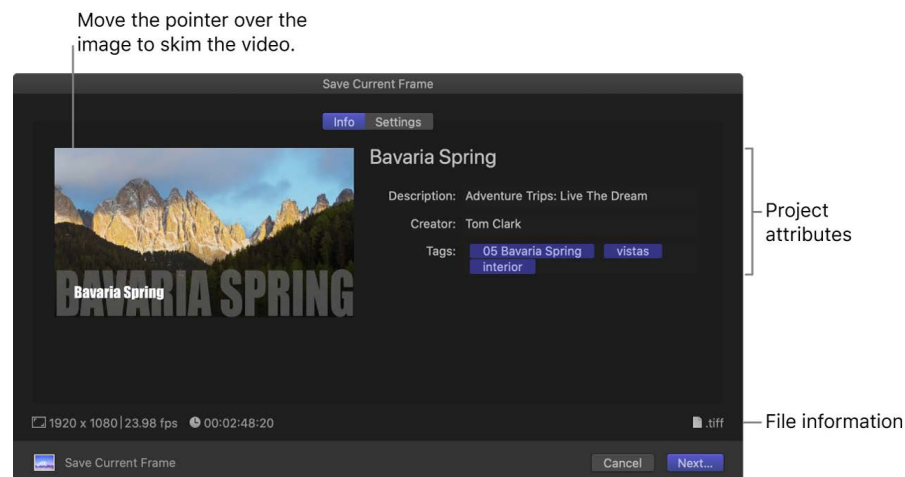 Move the pointer over the
image to skim the video.
Save Current Frame
Info Settings
BAVARIA SPRING
Bavaria Spring
Bavaria Spring
Description: Adventure Trips: Live The Dream
Creator: Tom Clark
Tags: 05 Bavaria Spring vistas
interior
Project
attributes
1920 x 1080 | 23.98 fps 00:02:48:20 .tiff
File information
Save Current Frame Cancel Next...